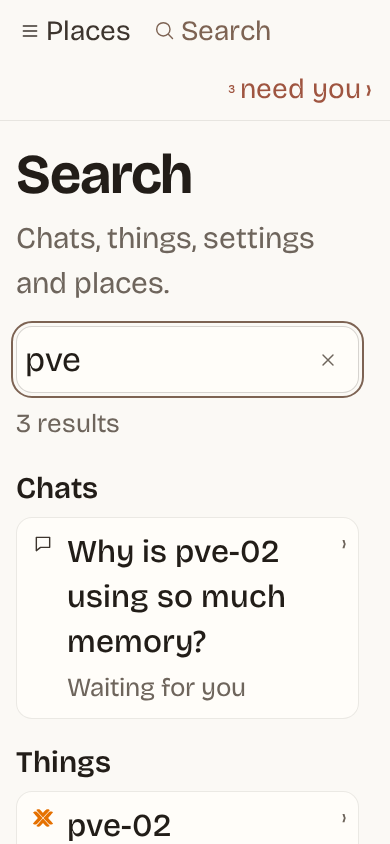 Places Search
3 need you
Search
Chats, things, settings
and places.
pve
3 results
Chats
Why is pve-02
using so much
memory?
Waiting for you
Things
pve-02